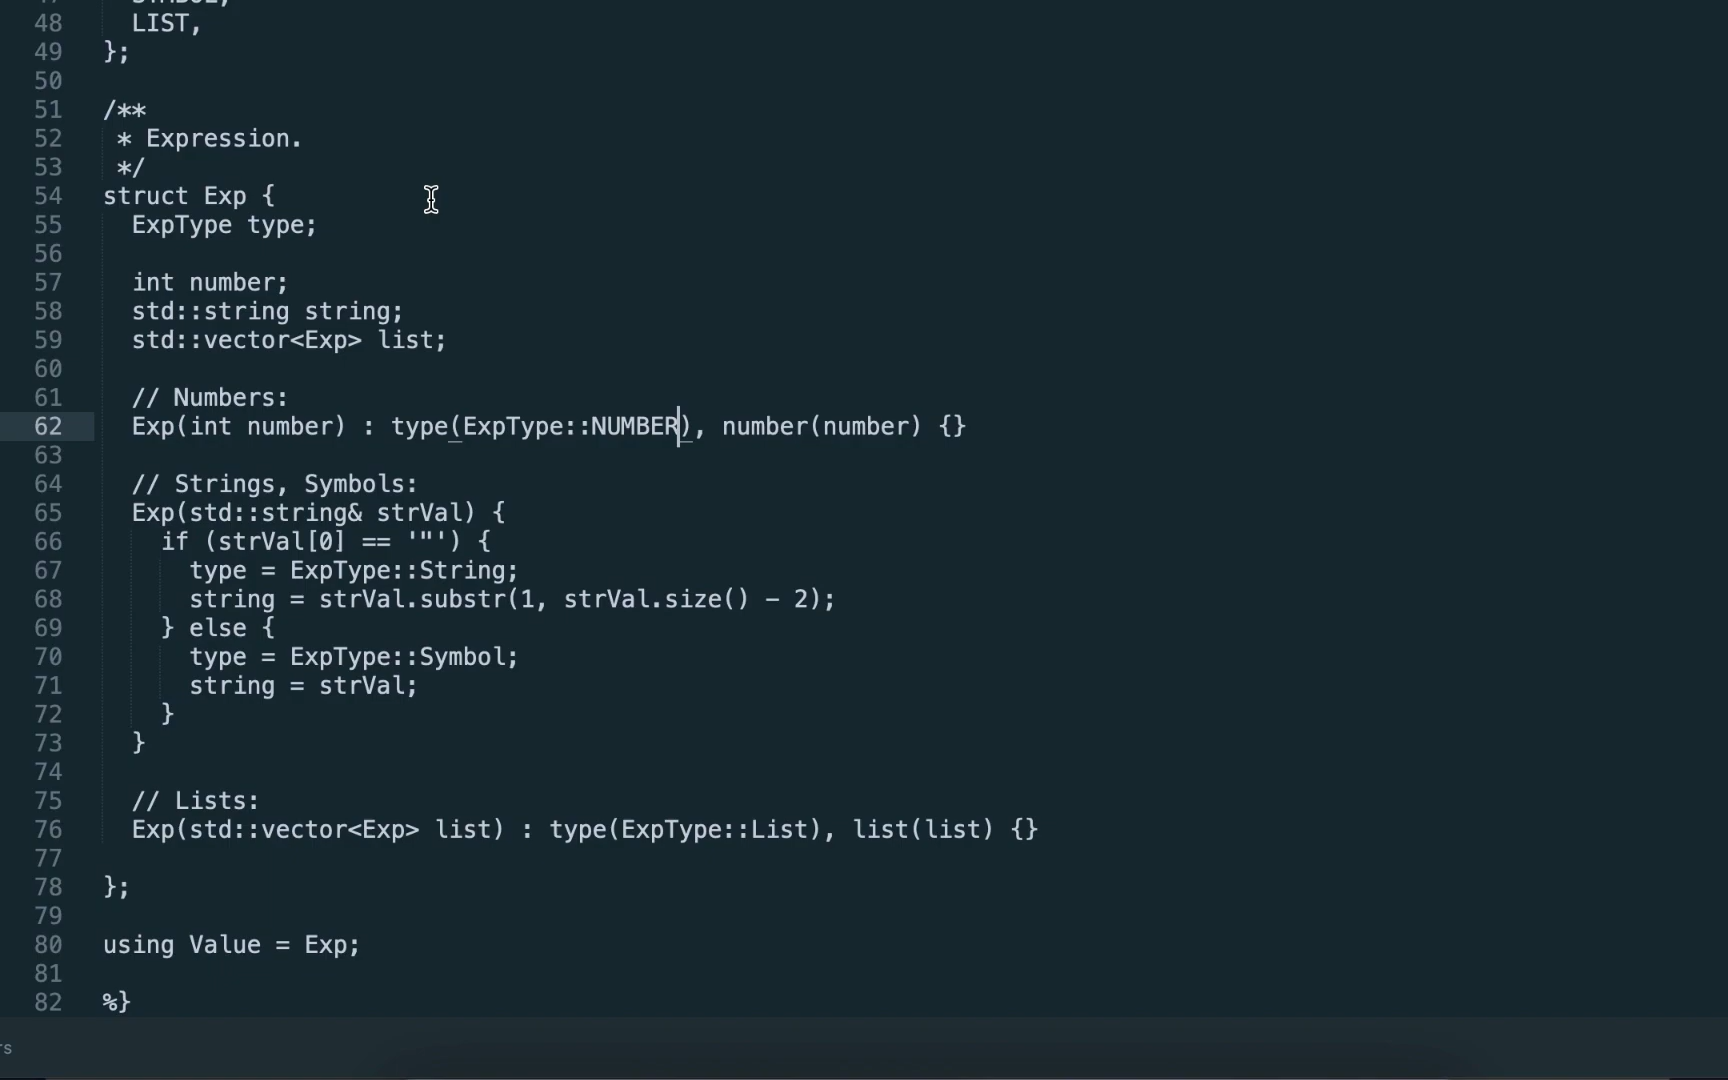 48 LIST,
49 };
50
51 /**
52 * Expression.
53 */
54 struct Exp {
55 ExpType type;
56
57 int number;
58 std::string string;
59 std::vector<Exp> list;
60
61 // Numbers:
62 Exp(int number) : type(ExpType::NUMBER), number(number) {}
63
64 // Strings, Symbols:
65 Exp(std::string& strVal) {
66 if (strVal[0] == '"') {
67 type = ExpType::String;
68 string = strVal.substr(1, strVal.size() - 2);
69 } else {
70 type = ExpType::Symbol;
71 string = strVal;
72 }
73 }
74
75 // Lists:
76 Exp(std::vector<Exp> list) : type(ExpType::List), list(list) {}
77
78 };
79
80 using Value = Exp;
81
82 %}